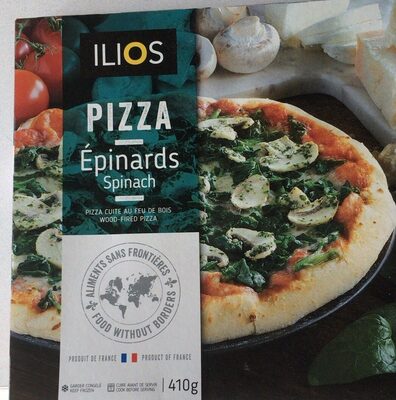 ILIOS
PIZZA
Épinards
Spinach
PIZZA CUITE AU FEU DE BOIS
WOOD-FIRED PIZZA
ALIMENTS SANS FRONTIÈRES
FOOD WITHOUT BORDERS
PRODUIT DE FRANCE PRODUCT OF FRANCE
GARDER CONGELÉ
KEEP FROZEN
CUIRE AVANT DE SERVIR
COOK BEFORE SERVING
410g